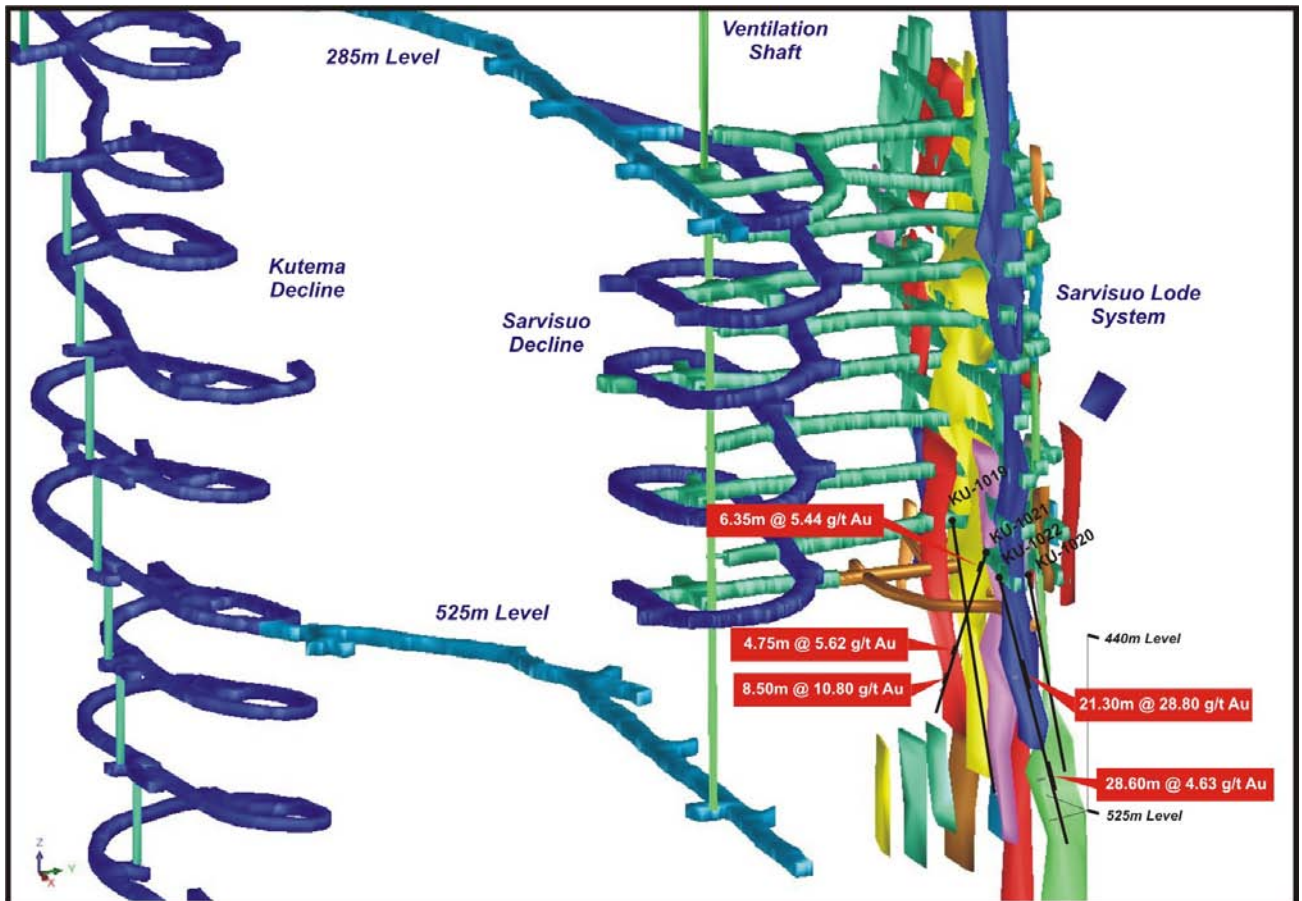 285m Level
Ventilation
Shaft
Kutema
Decline
Sarvisuo
Decline
Sarvisuo Lode
System
KU-1019
KU-1021
KU-1022
KU-1020
6.35m @ 5.44 g/t Au
525m Level
4.75m @ 5.62 g/t Au
8.50m @ 10.80 g/t Au
440m Level
21.30m @ 28.80 g/t Au
28.60m @ 4.63 g/t Au
525m Level
Z
Y
X